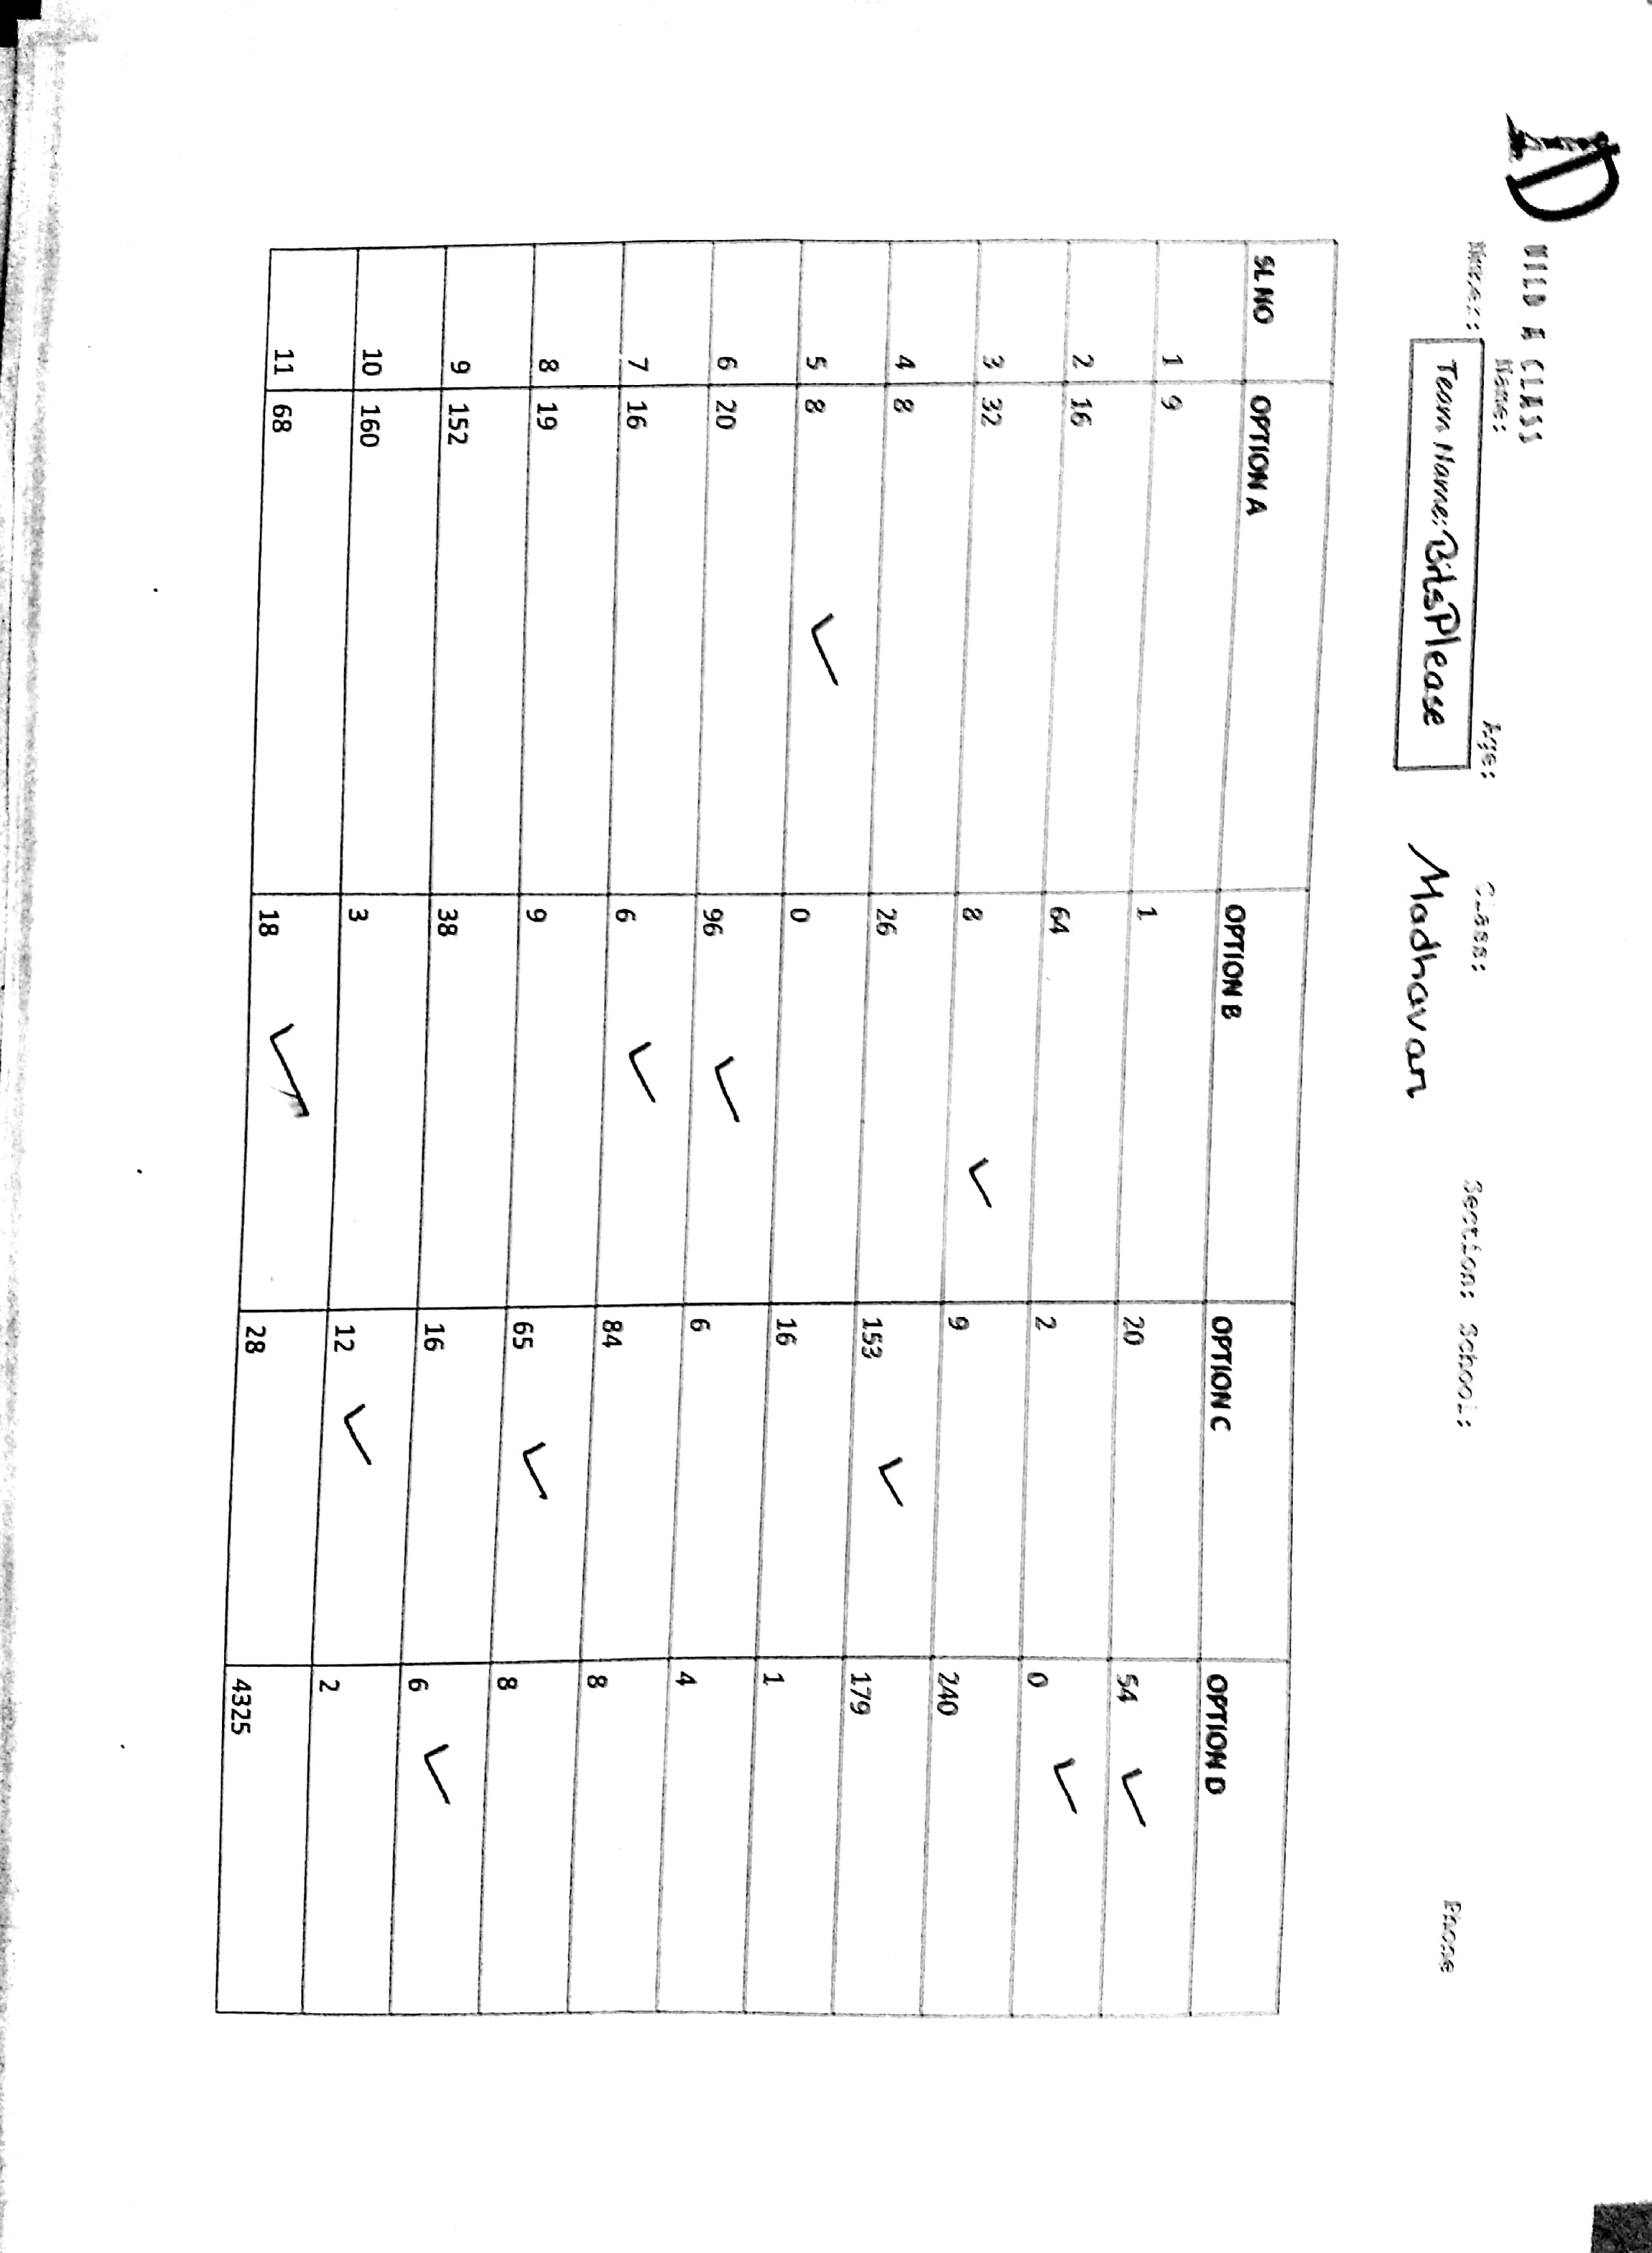 D UILD A CLASS
Name: Age: Class: Section: School: Phone
Number:
Team Name: BitsPlease Madhavan
SL NO OPTION A OPTION B OPTION C OPTION D
1 9 1 20 54 ✓
2 16 64 2 0 ✓
3 32 8 ✓ 9 240
4 8 26 153 ✓ 179
5 8 ✓ 0 16 1
6 20 96 ✓ 6 4
7 16 6 ✓ 84 8
8 19 9 65 ✓ 8
9 152 38 16 6 ✓
10 160 3 12 ✓ 2
11 68 18 ✓ 28 4325